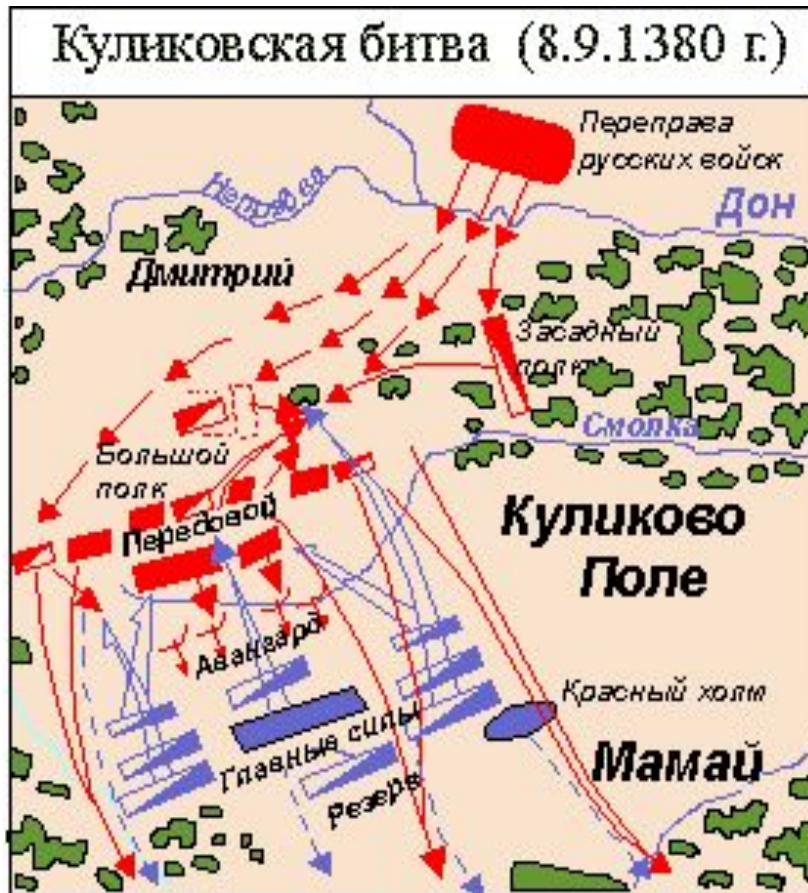 Куликовская битва (8.9.1380 г.)
Переправа
русских войск
Непрядва
Дон
Дмитрий
Засадный
полк
Смолка
Большой
полк
Передовой
Куликово
Поле
Авангард
Красный холм
Главные силы
Мамай
Резерв